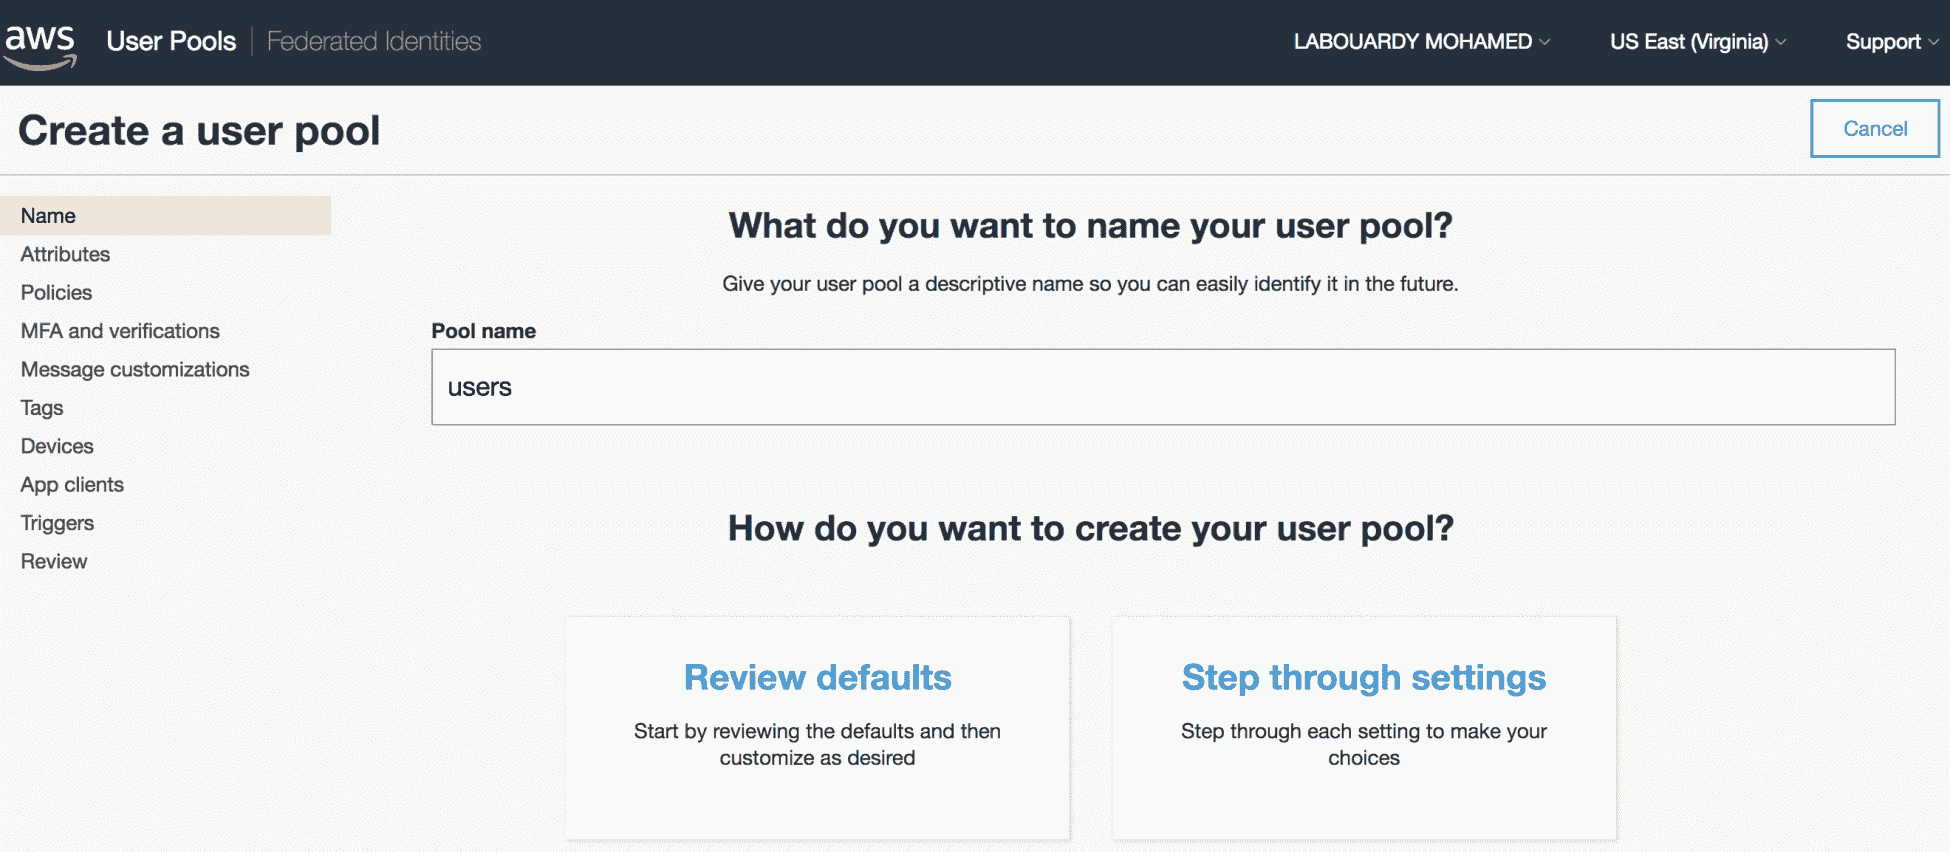 aws User Pools Federated Identities LABOUARDY MOHAMED US East (Virginia) Support
Create a user pool
Cancel
Name
Attributes
Policies
MFA and verifications
Message customizations
Tags
Devices
App clients
Triggers
Review
What do you want to name your user pool?
Give your user pool a descriptive name so you can easily identify it in the future.
Pool name
users
How do you want to create your user pool?
Review defaults
Start by reviewing the defaults and then
customize as desired
Step through settings
Step through each setting to make your
choices